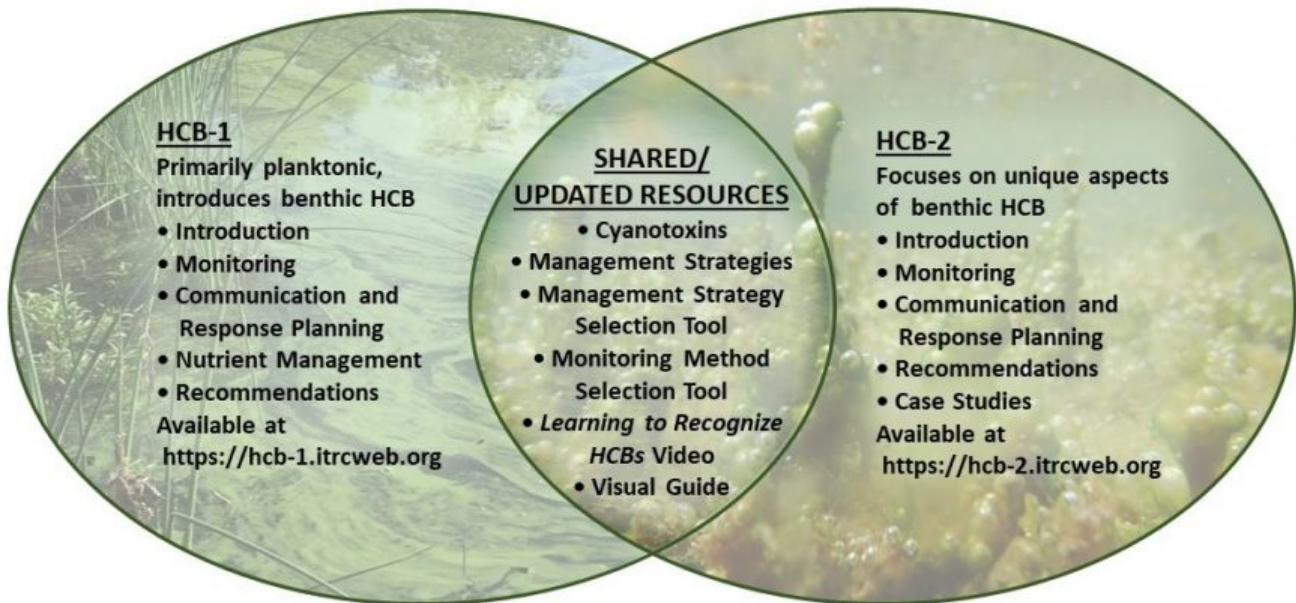 HCB-1
Primarily planktonic,
introduces benthic HCB
• Introduction
• Monitoring
• Communication and
Response Planning
• Nutrient Management
• Recommendations
Available at
https://hcb-1.itrcweb.org
SHARED/
UPDATED RESOURCES
• Cyanotoxins
• Management Strategies
• Management Strategy
Selection Tool
• Monitoring Method
Selection Tool
• Learning to Recognize
HCBs Video
• Visual Guide
HCB-2
Focuses on unique aspects
of benthic HCB
• Introduction
• Monitoring
• Communication and
Response Planning
• Recommendations
• Case Studies
Available at
https://hcb-2.itrcweb.org